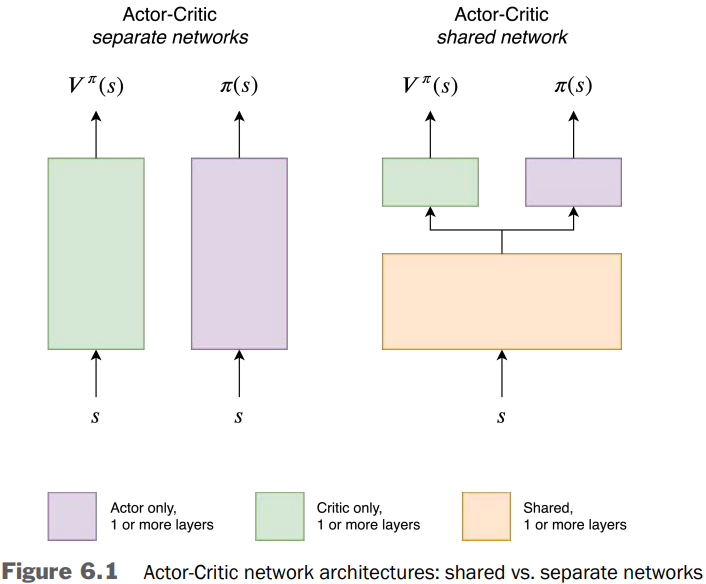 Actor-Critic
separate networks
Actor-Critic
shared network
V^π(s)
π(s)
V^π(s)
π(s)
s
s
s
Actor only,
1 or more layers
Critic only,
1 or more layers
Shared,
1 or more layers
Figure 6.1 Actor-Critic network architectures: shared vs. separate networks